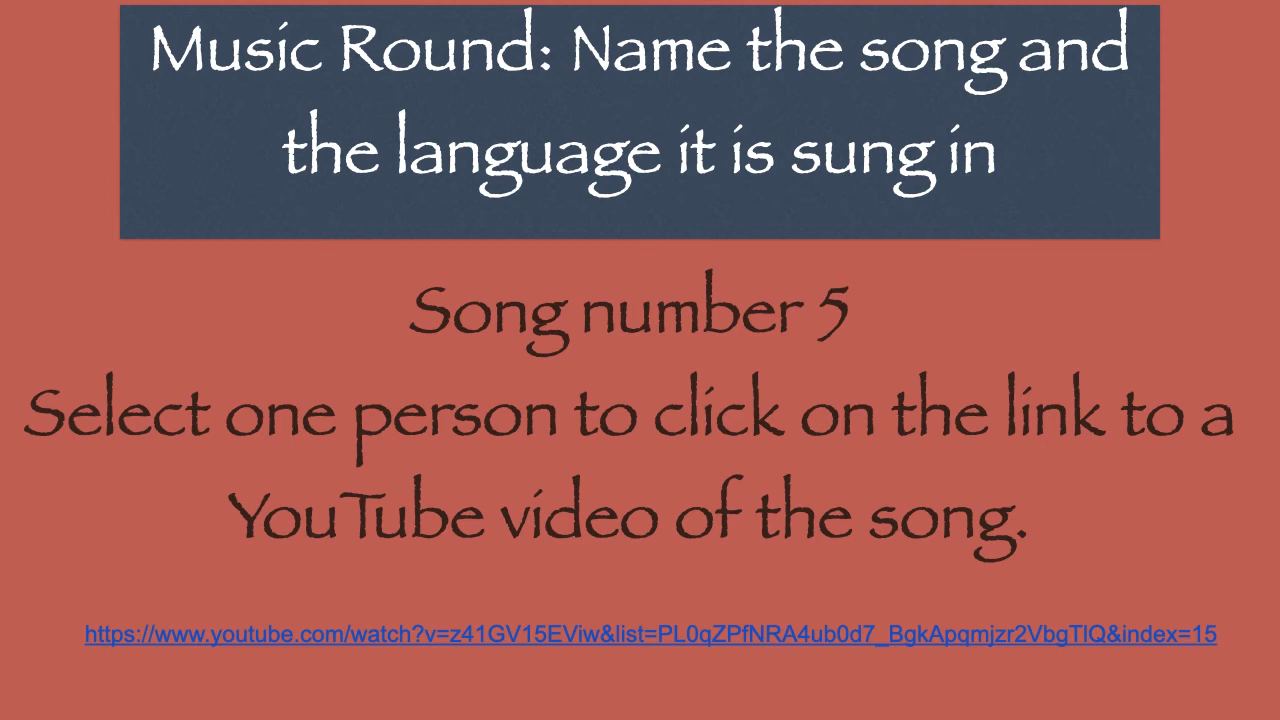 Music Round: Name the song and
the language it is sung in
Song number 5
Select one person to click on the link to a
YouTube video of the song.
https://www.youtube.com/watch?v=z41GV15EViw&list=PL0qZPfNRA4ub0d7_BgkApqmjzr2VbgTlQ&index=15